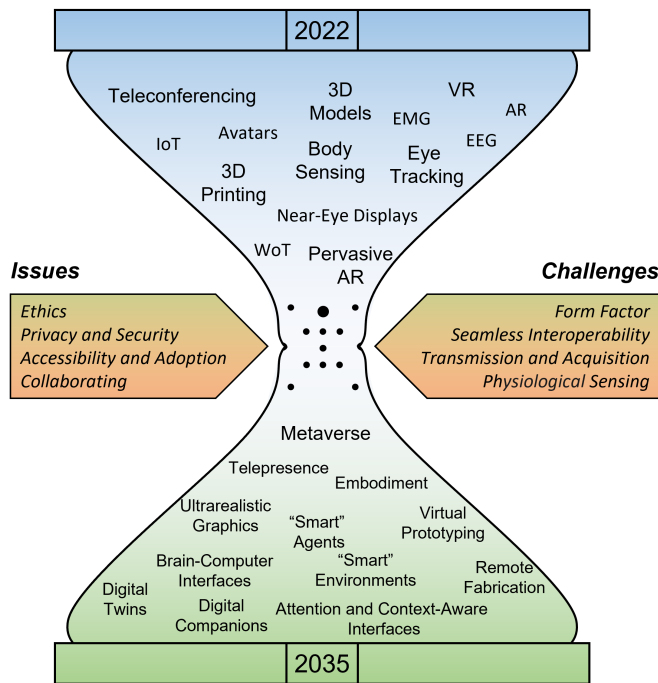 2022
Teleconferencing
3D
Models
VR
AR
EMG
IoT
Avatars
Body
Sensing
Eye
Tracking
EEG
3D
Printing
Near-Eye Displays
WoT
Pervasive
AR
Issues
Ethics
Privacy and Security
Accessibility and Adoption
Collaborating
Challenges
Form Factor
Seamless Interoperability
Transmission and Acquisition
Physiological Sensing
Metaverse
Telepresence
Embodiment
Ultrarealistic
Graphics
“Smart”
Agents
Virtual
Prototyping
Brain-Computer
Interfaces
“Smart”
Environments
Remote
Fabrication
Digital
Twins
Digital
Companions
Attention and Context-Aware
Interfaces
2035